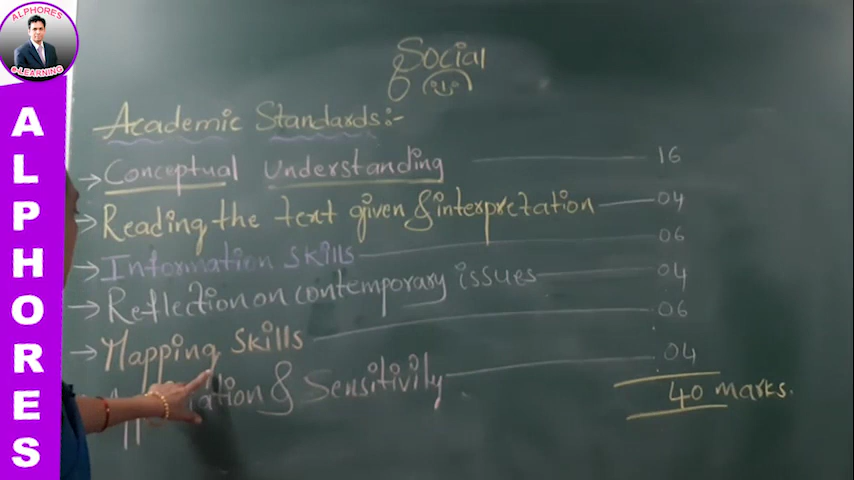 ALPHORES
e-LEARNING
ALPHORES
Social
Academic Standards:-
→ Conceptual Understanding — 16
→ Reading the text given & interpretation — 04
→ Information skills — 06
→ Reflection on contemporary issues — 04
→ Mapping skills — 06
& Sensitivity — 04
40 marks.